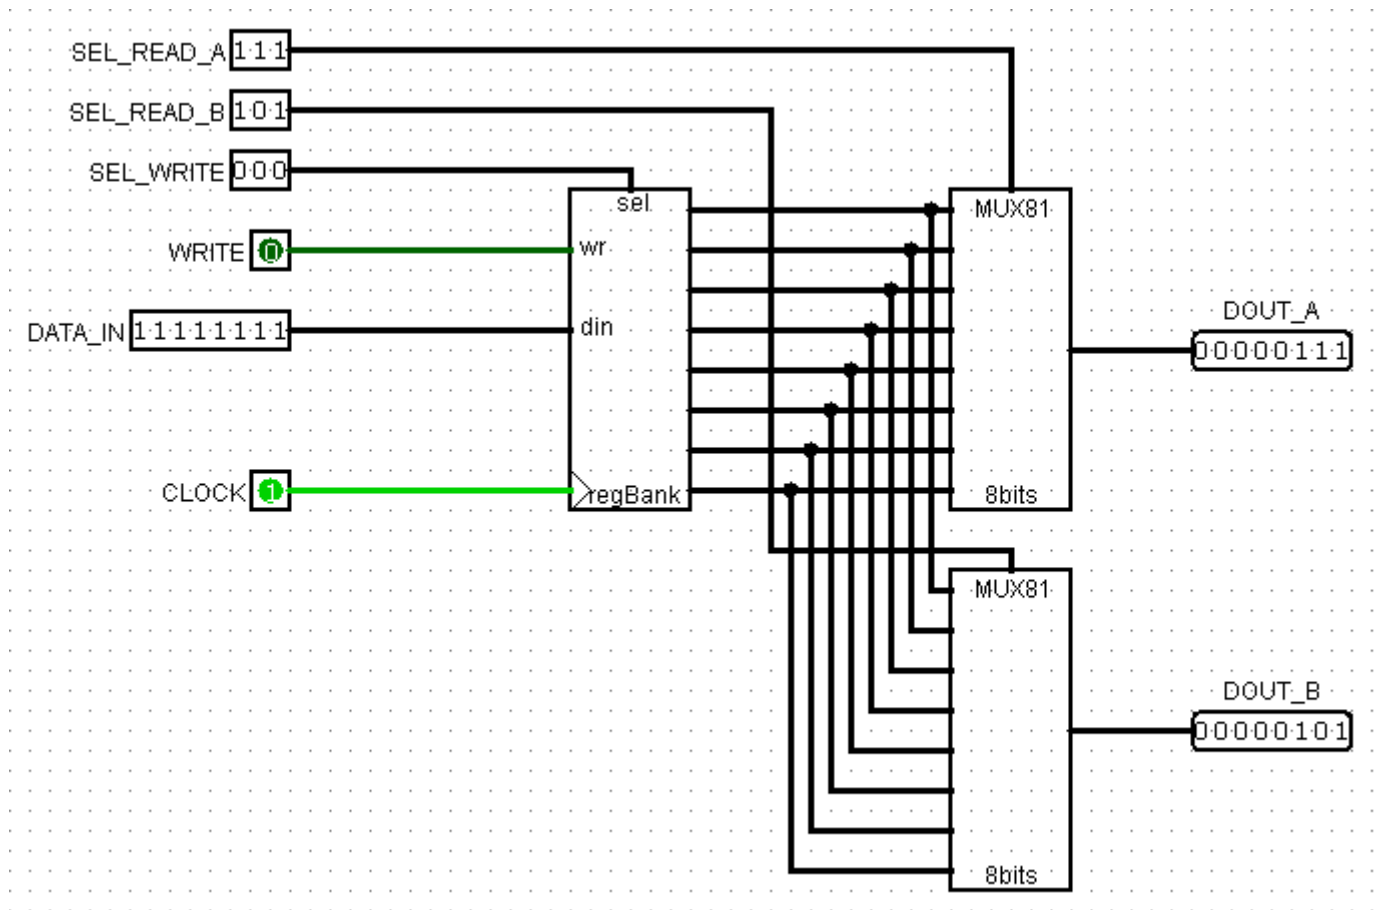 SEL_READ_A 111
SEL_READ_B 101
SEL_WRITE 000
sel
MUX81
WRITE 0
wr
DATA_IN 11111111
din
DOUT_A
00000111
CLOCK 1
regBank
8bits
MUX81
DOUT_B
00000101
8bits